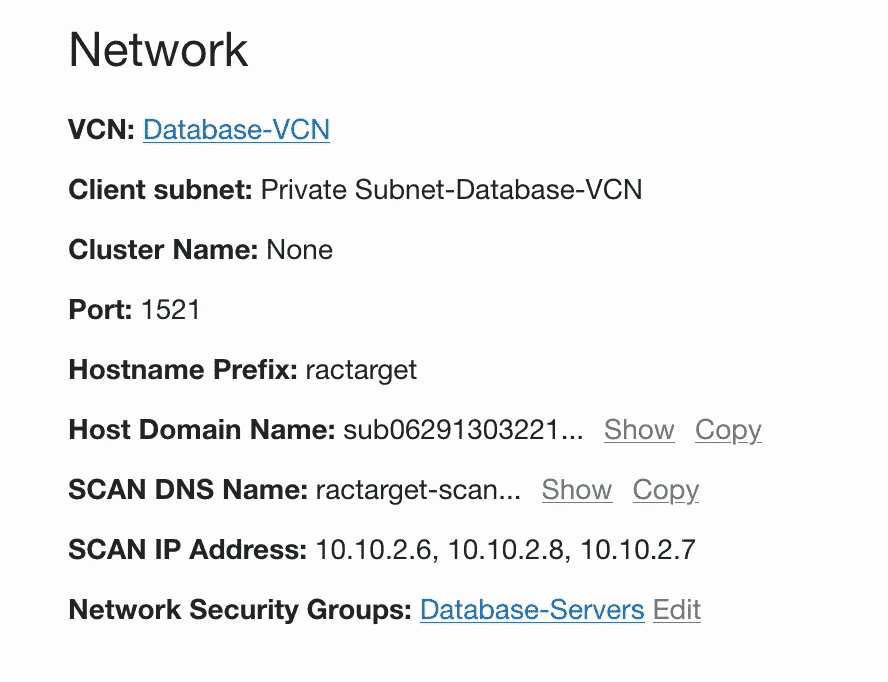 Network
VCN: Database-VCN
Client subnet: Private Subnet-Database-VCN
Cluster Name: None
Port: 1521
Hostname Prefix: ractarget
Host Domain Name: sub06291303221... Show Copy
SCAN DNS Name: ractarget-scan... Show Copy
SCAN IP Address: 10.10.2.6, 10.10.2.8, 10.10.2.7
Network Security Groups: Database-Servers Edit